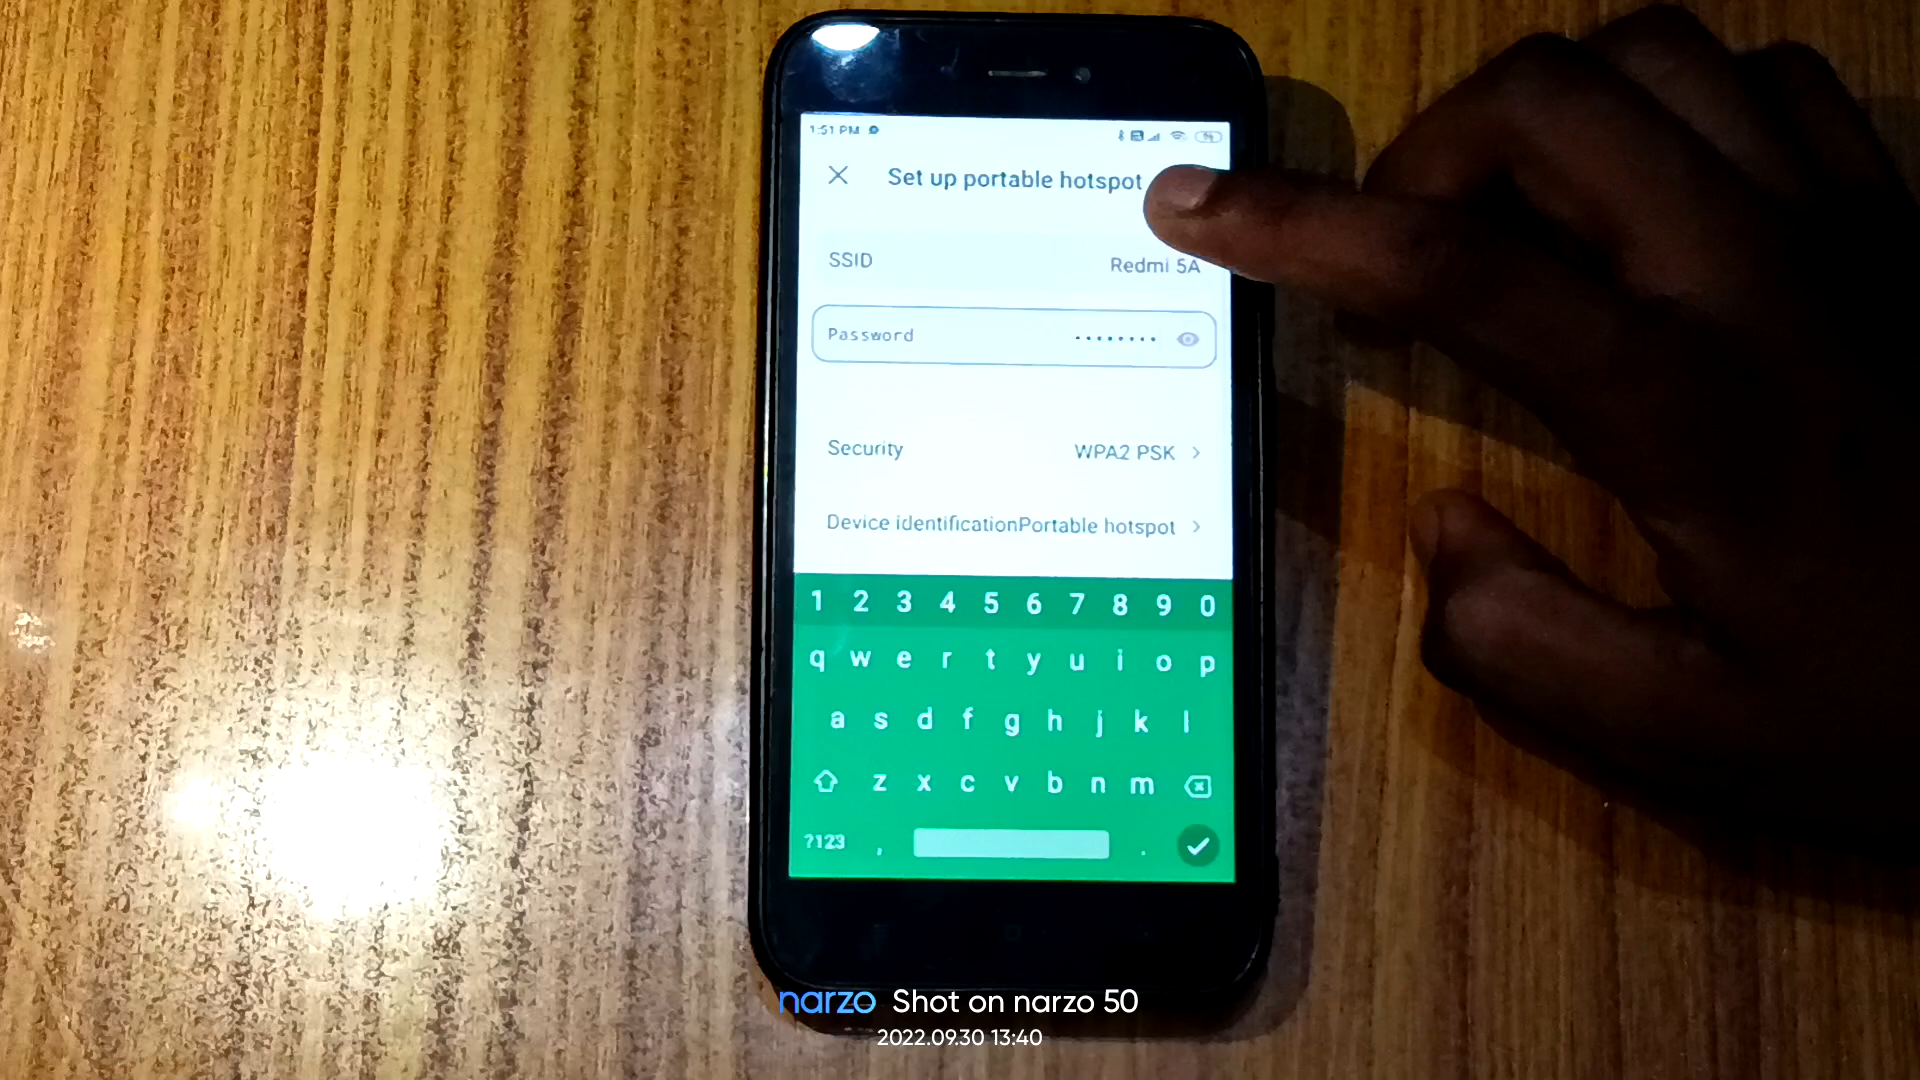 1:51 PM
Set up portable hotspot
SSID Redmi 5A
Password ••••••••
Security WPA2 PSK >
Device identificationPortable hotspot >
1 2 3 4 5 6 7 8 9 0
q w e r t y u i o p
a s d f g h j k l
z x c v b n m
?123 , .
narzo Shot on narzo 50
2022.09.30 13:40